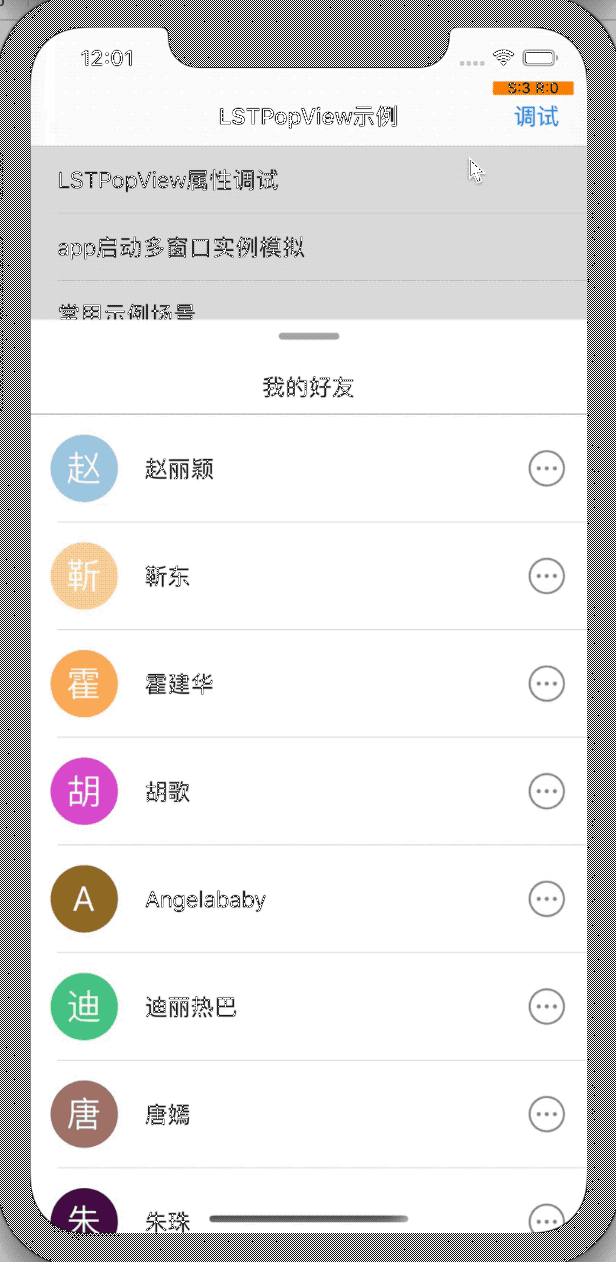 12:01
S:3 R:0
LSTPopView示例
调试
LSTPopView属性调试
app启动多窗口实例模拟
常用示例场景
我的好友
赵 赵丽颖
靳 靳东
霍 霍建华
胡 胡歌
A Angelababy
迪 迪丽热巴
唐 唐嫣
朱 朱珠